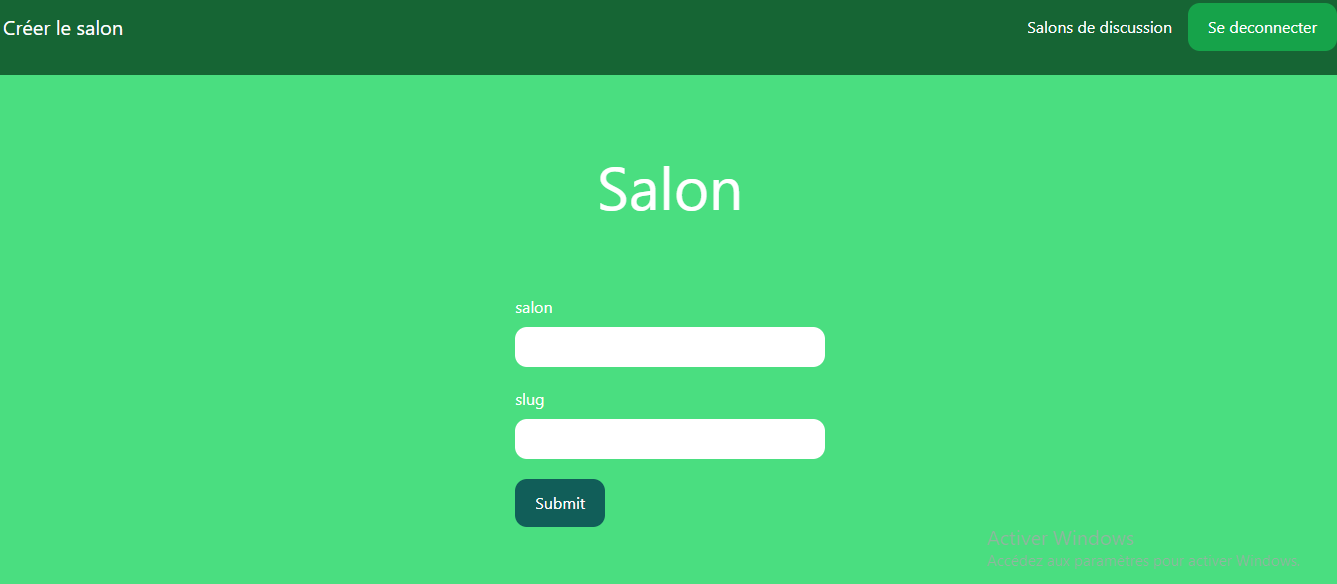 Créer le salon
Salons de discussion
Se deconnecter
Salon
salon
slug
Submit
Activer Windows
Accédez aux paramètres pour activer Windows.